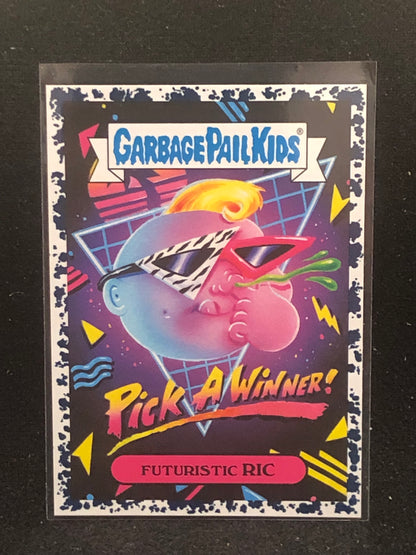 GARBAGE PAIL KIDS®
PICK A WINNER!
FUTURISTIC RIC